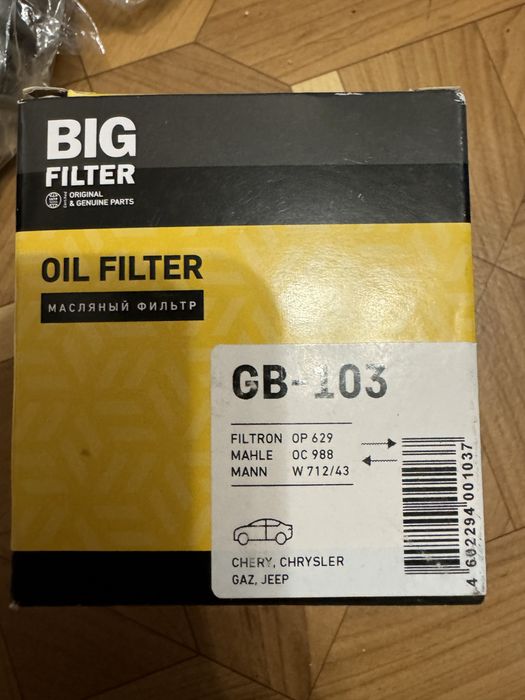 BIG
FILTER
ORIGINAL
& GENUINE PARTS
OIL FILTER
МАСЛЯНЫЙ ФИЛЬТР
GB-103
FILTRON OP 629
MAHLE OC 988
MANN W 712/43
CHERY, CHRYSLER
GAZ, JEEP
4 602294 001037